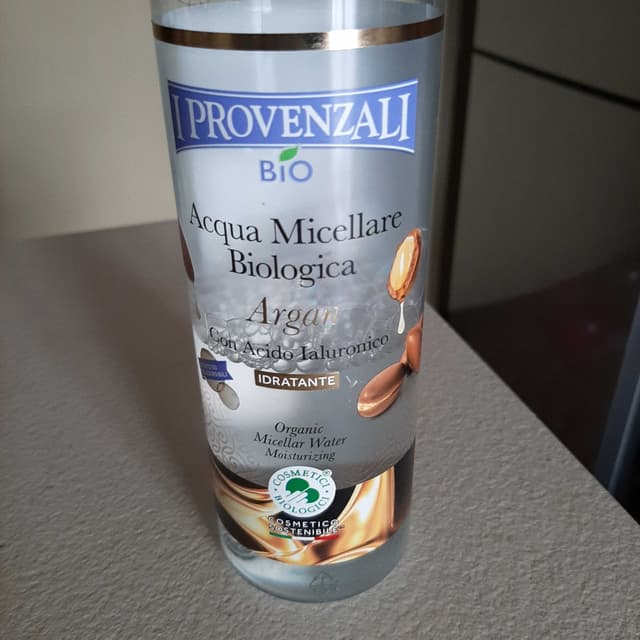 I PROVENZALI
BIO
Acqua Micellare
Biologica
Argan
Con Acido Ialuronico
IDRATANTE
Organic
Micellar Water
Moisturizing
COSMETICI
BIOLOGICI
COSMETICO
SOSTENIBILE